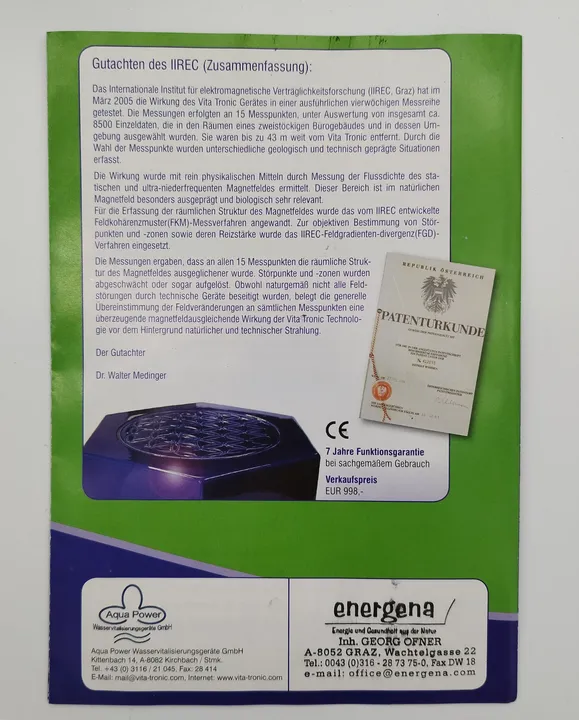 Gutachten des IIREC (Zusammenfassung):
Das Internationale Institut für elektromagnetische Verträglichkeitsforschung (IIREC, Graz) hat im
März 2005 die Wirkung des Vita Tronic Gerätes in einer ausführlichen vierwöchigen Messreihe
getestet. Die Messungen erfolgten an 15 Messpunkten, unter Auswertung von insgesamt ca.
8500 Einzeldaten, die in den Räumen eines zweistöckigen Bürogebäudes und in dessen Um-
gebung ausgewählt wurden. Sie waren bis zu 43 m weit vom Vita Tronic entfernt. Durch die
Wahl der Messpunkte wurden unterschiedliche geologisch und technisch geprägte Situationen
erfasst.
Die Wirkung wurde mit rein physikalischen Mitteln durch Messung der Flussdichte des sta-
tischen und ultra-niederfrequenten Magnetfeldes ermittelt. Dieser Bereich ist im natürlichen
Magnetfeld besonders ausgeprägt und biologisch sehr relevant.
Für die Erfassung der räumlichen Struktur des Magnetfeldes wurde das vom IIREC entwickelte
Feldkohärenzmuster(FKM)-Messverfahren angewandt. Zur objektiven Bestimmung von Stör-
punkten und -zonen sowie deren Reizstärke wurde das IIREC-Feldgradienten-divergenz(FGD)-
Verfahren eingesetzt.
Die Messungen ergaben, dass an allen 15 Messpunkten die räumliche Struk-
tur des Magnetfeldes ausgeglichener wurde. Störpunkte und -zonen wurden
abgeschwächt oder sogar aufgelöst. Obwohl naturgemäß nicht alle Feld-
störungen durch technische Geräte beseitigt wurden, belegt die generelle
Übereinstimmung der Feldveränderungen an sämtlichen Messpunkten eine
überzeugende magnetfeldausgleichende Wirkung der Vita Tronic Technolo-
gie vor dem Hintergrund natürlicher und technischer Strahlung.
Der Gutachter
Dr. Walter Medinger
REPUBLIK ÖSTERREICH
PATENTURKUNDE
CE
7 Jahre Funktionsgarantie
bei sachgemäßem Gebrauch
Verkaufspreis
EUR 998,-
Aqua Power
Wasservitalisierungsgeräte GmbH
Aqua Power Wasservitalisierungsgeräte GmbH
Kittenbach 14, A-8062 Kirchbach / Stmk.
Tel. +43 (0) 3116 / 21 045, Fax: 28 414
E-Mail: mail@vita-tronic.com, Internet: www.vita-tronic.com
energena
Energie und Gesundheit aus der Natur
Inh. GEORG OFNER
A-8052 GRAZ, Wachtelgasse 22
Tel.: 0043 (0)316 - 28 73 75-0, Fax DW 18
e-mail: office@energena.com